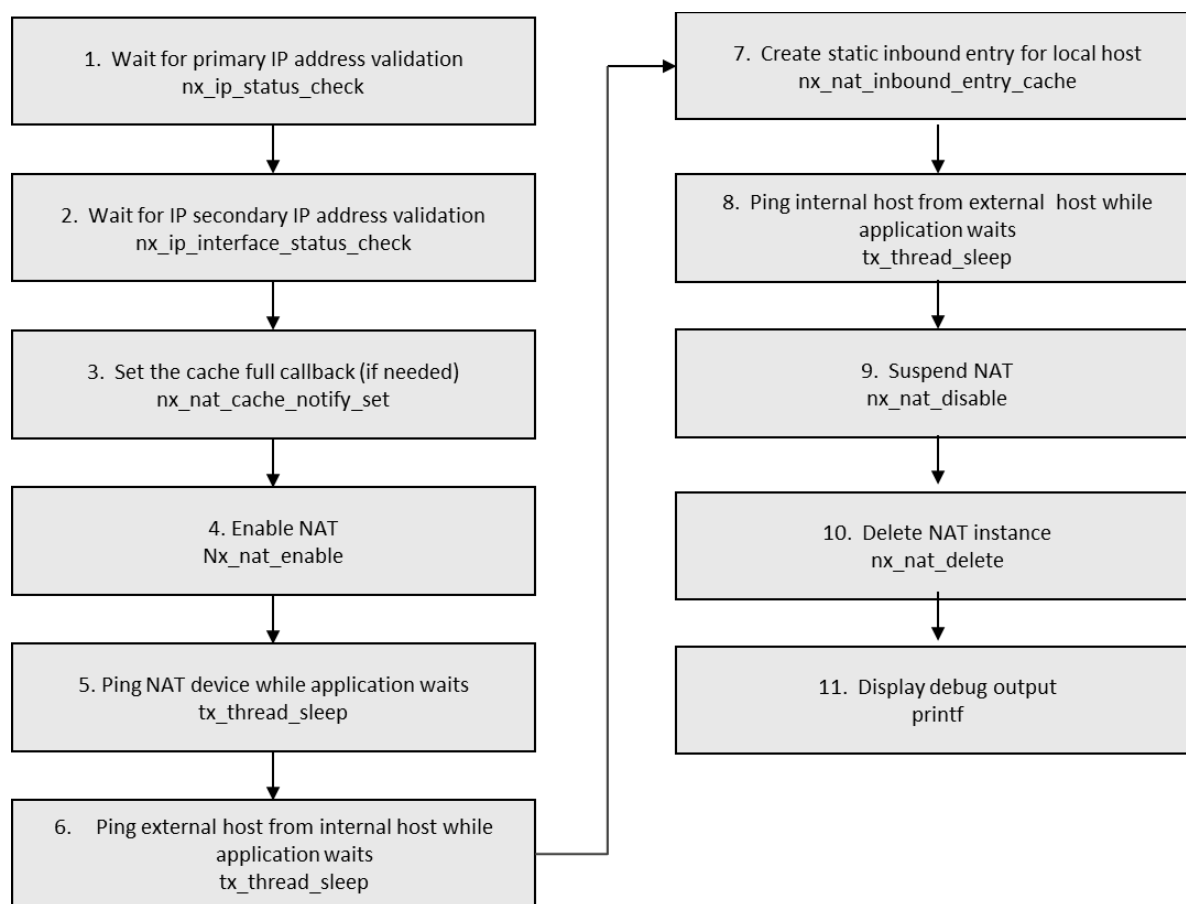 1. Wait for primary IP address validation
nx_ip_status_check
2. Wait for IP secondary IP address validation
nx_ip_interface_status_check
3. Set the cache full callback (if needed)
nx_nat_cache_notify_set
4. Enable NAT
Nx_nat_enable
5. Ping NAT device while application waits
tx_thread_sleep
6. Ping external host from internal host while
application waits
tx_thread_sleep
7. Create static inbound entry for local host
nx_nat_inbound_entry_cache
8. Ping internal host from external host while
application waits
tx_thread_sleep
9. Suspend NAT
nx_nat_disable
10. Delete NAT instance
nx_nat_delete
11. Display debug output
printf